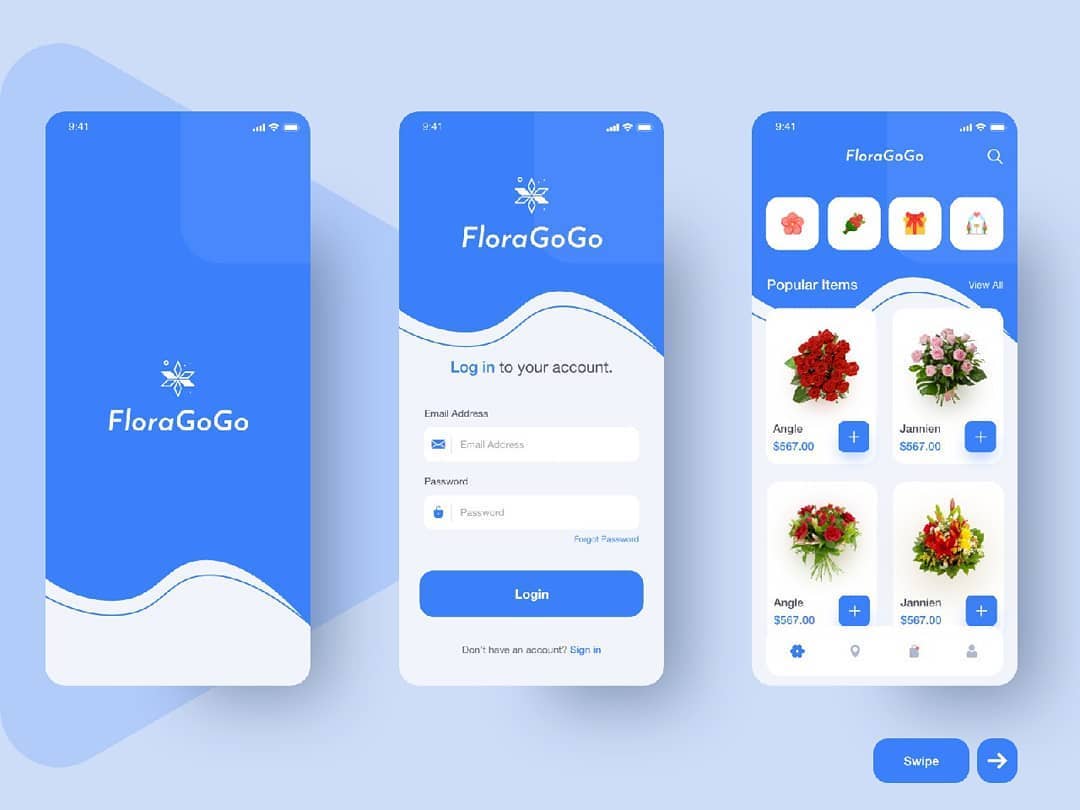 9:41
FloraGoGo
9:41
FloraGoGo
Log in to your account.
Email Address
Email Address
Password
Password
Forgot Password
Login
Don't have an account? Sign in
9:41
FloraGoGo
Popular Items
View All
Angle
$567.00
Jannien
$567.00
Angle
$567.00
Jannien
$567.00
Swipe